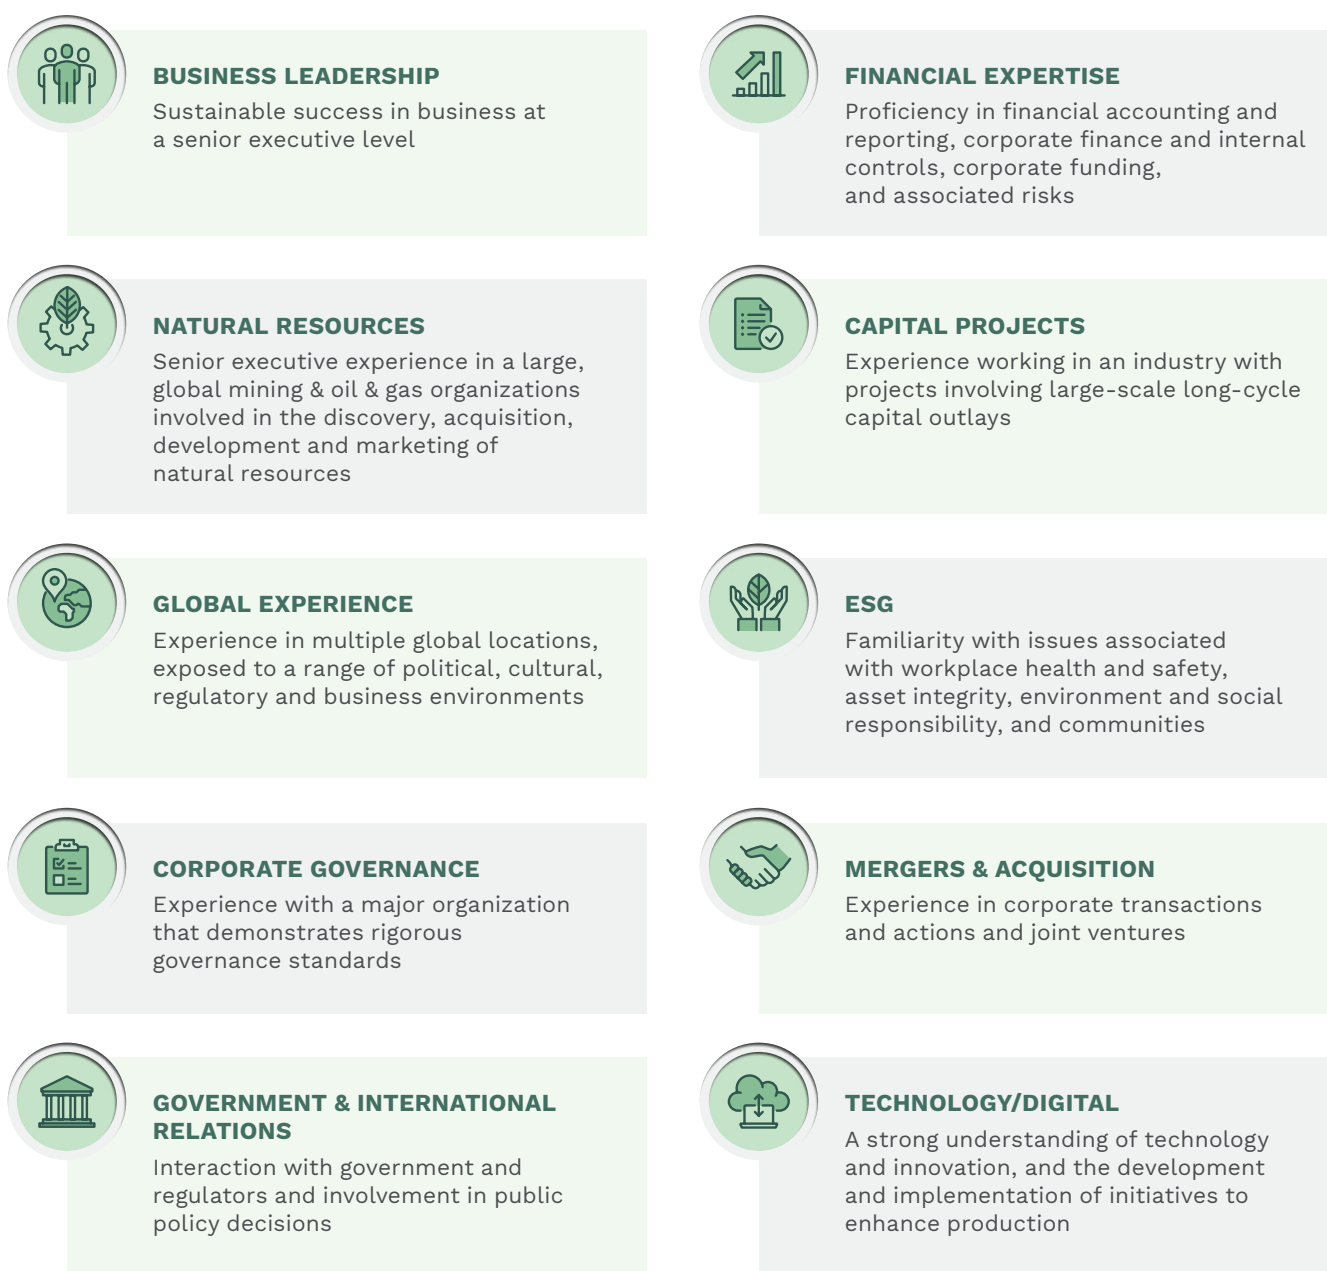 BUSINESS LEADERSHIP
Sustainable success in business at
a senior executive level
FINANCIAL EXPERTISE
Proficiency in financial accounting and
reporting, corporate finance and internal
controls, corporate funding,
and associated risks
NATURAL RESOURCES
Senior executive experience in a large,
global mining & oil & gas organizations
involved in the discovery, acquisition,
development and marketing of
natural resources
CAPITAL PROJECTS
Experience working in an industry with
projects involving large-scale long-cycle
capital outlays
GLOBAL EXPERIENCE
Experience in multiple global locations,
exposed to a range of political, cultural,
regulatory and business environments
ESG
Familiarity with issues associated
with workplace health and safety,
asset integrity, environment and social
responsibility, and communities
CORPORATE GOVERNANCE
Experience with a major organization
that demonstrates rigorous
governance standards
MERGERS & ACQUISITION
Experience in corporate transactions
and actions and joint ventures
GOVERNMENT & INTERNATIONAL
RELATIONS
Interaction with government and
regulators and involvement in public
policy decisions
TECHNOLOGY/DIGITAL
A strong understanding of technology
and innovation, and the development
and implementation of initiatives to
enhance production